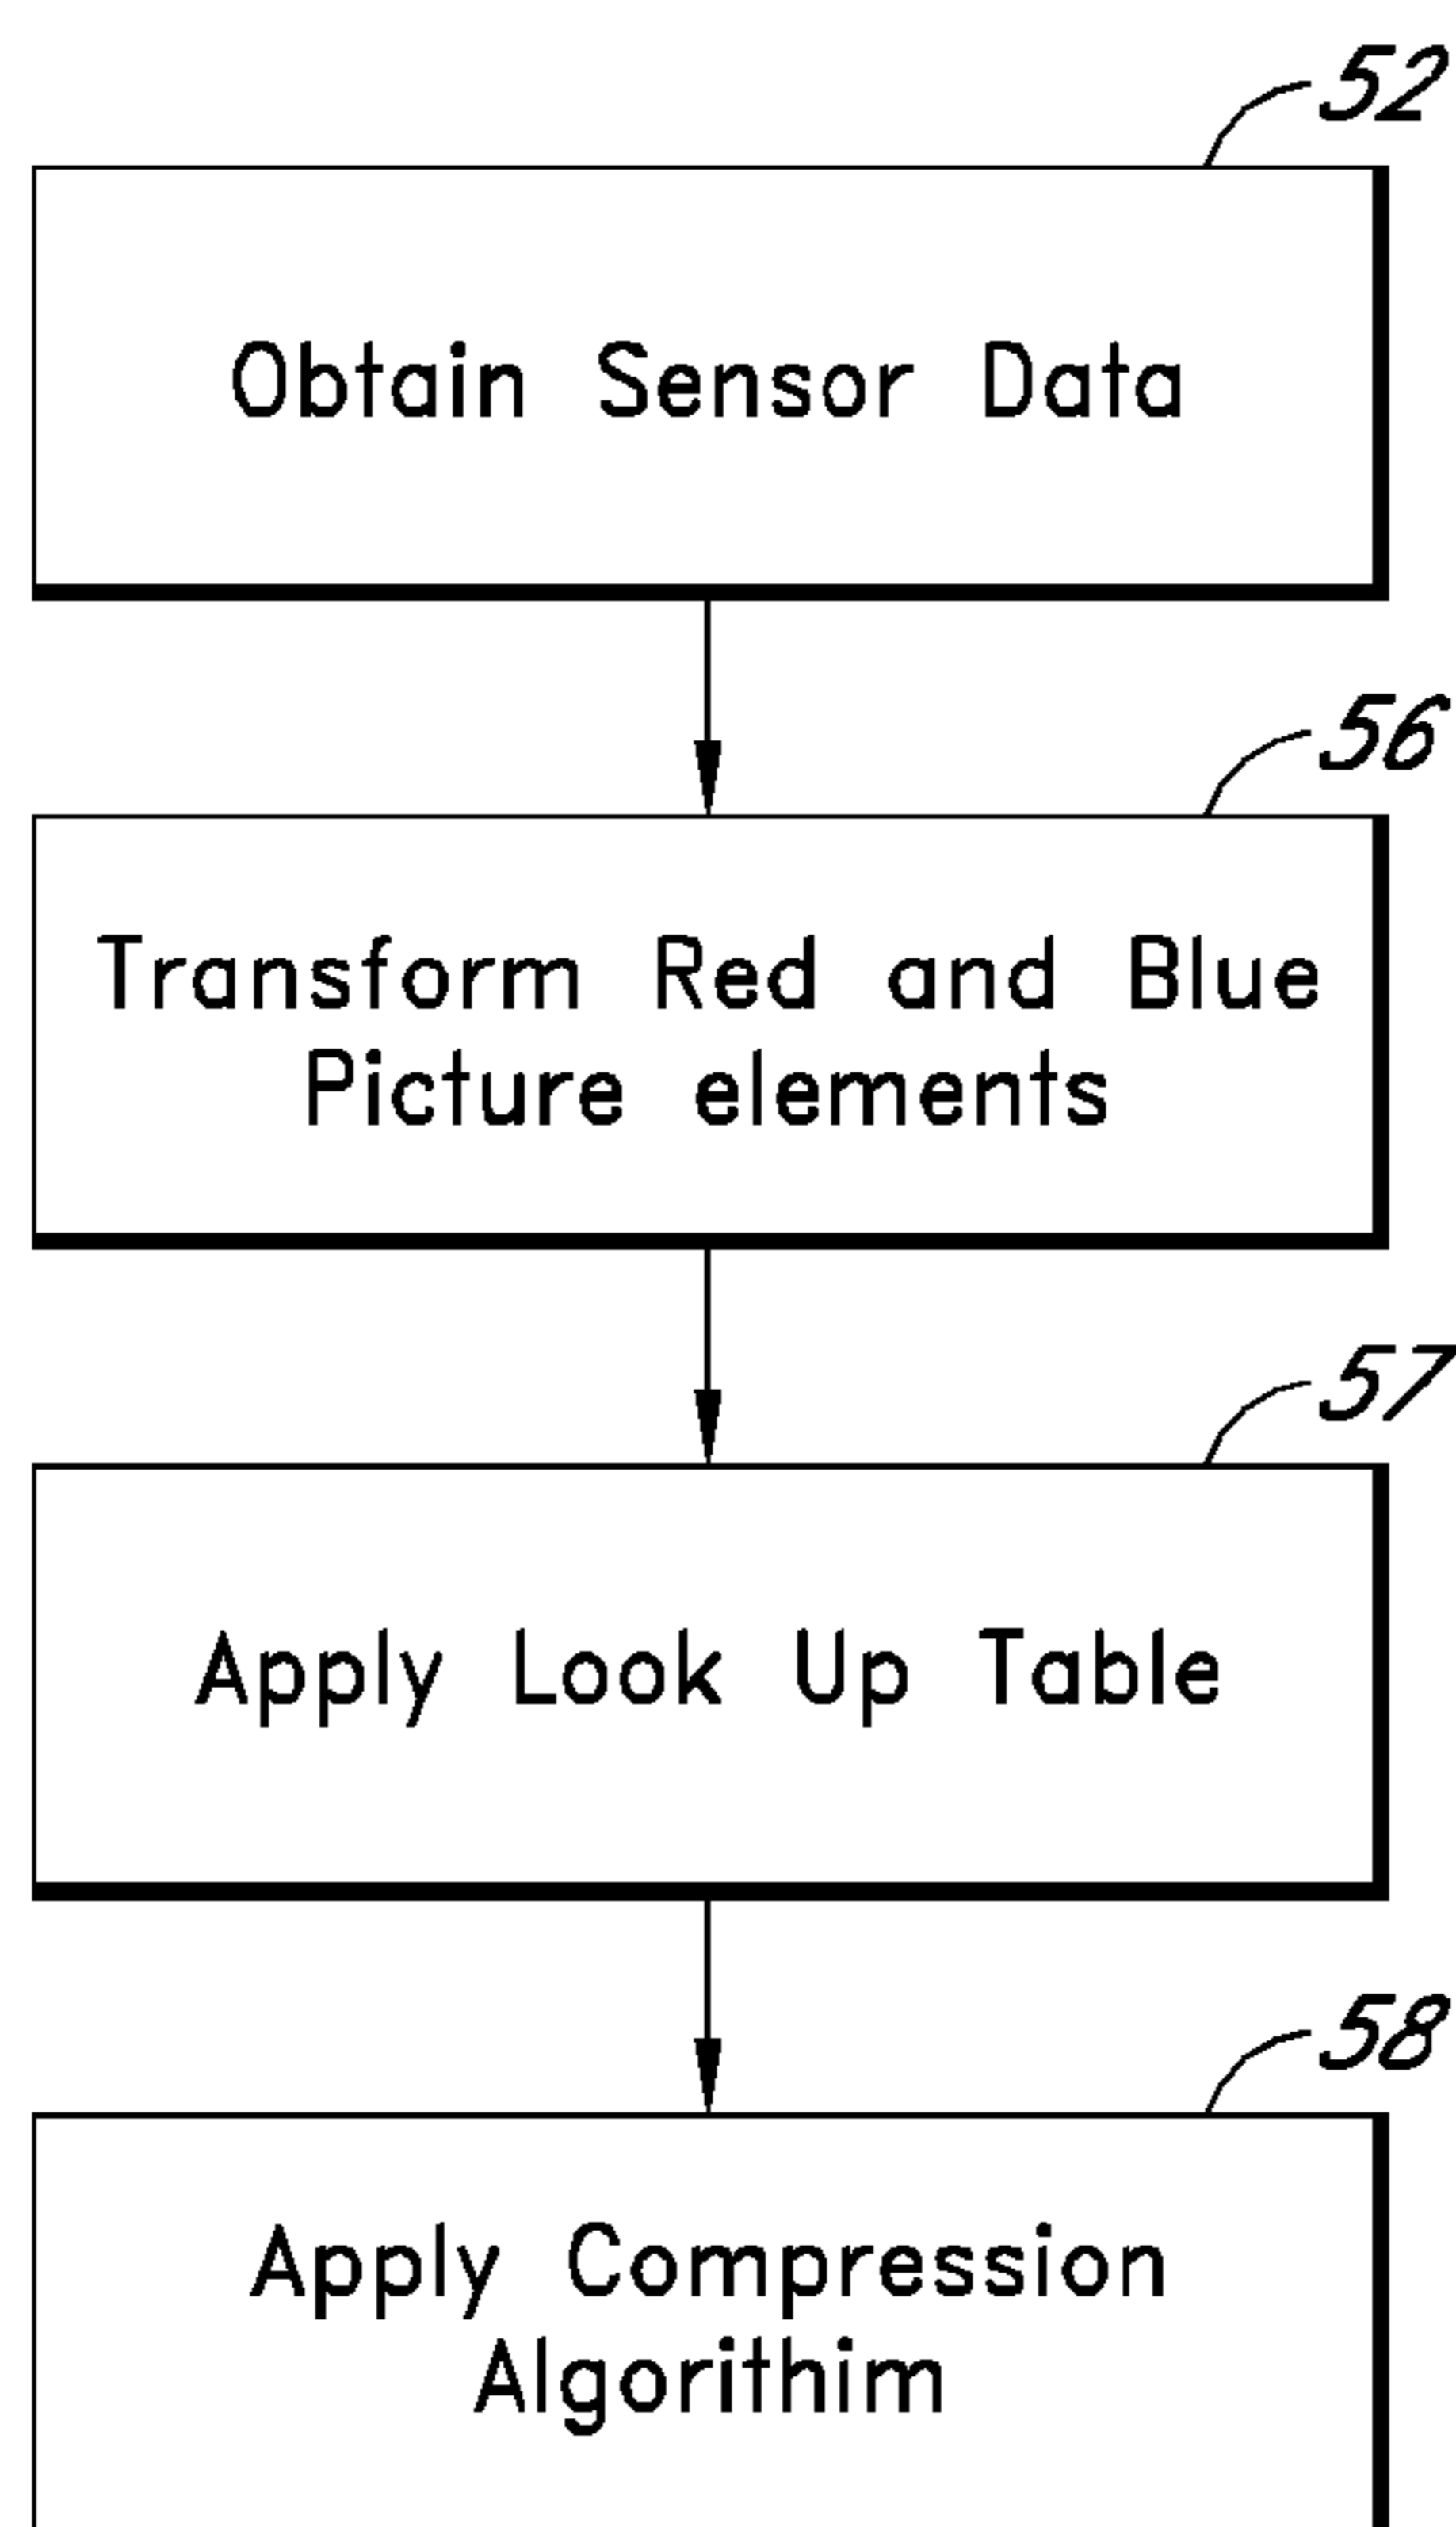 52
Obtain Sensor Data
56
Transform Red and Blue
Picture elements
57
Apply Look Up Table
58
Apply Compression
Algorithim